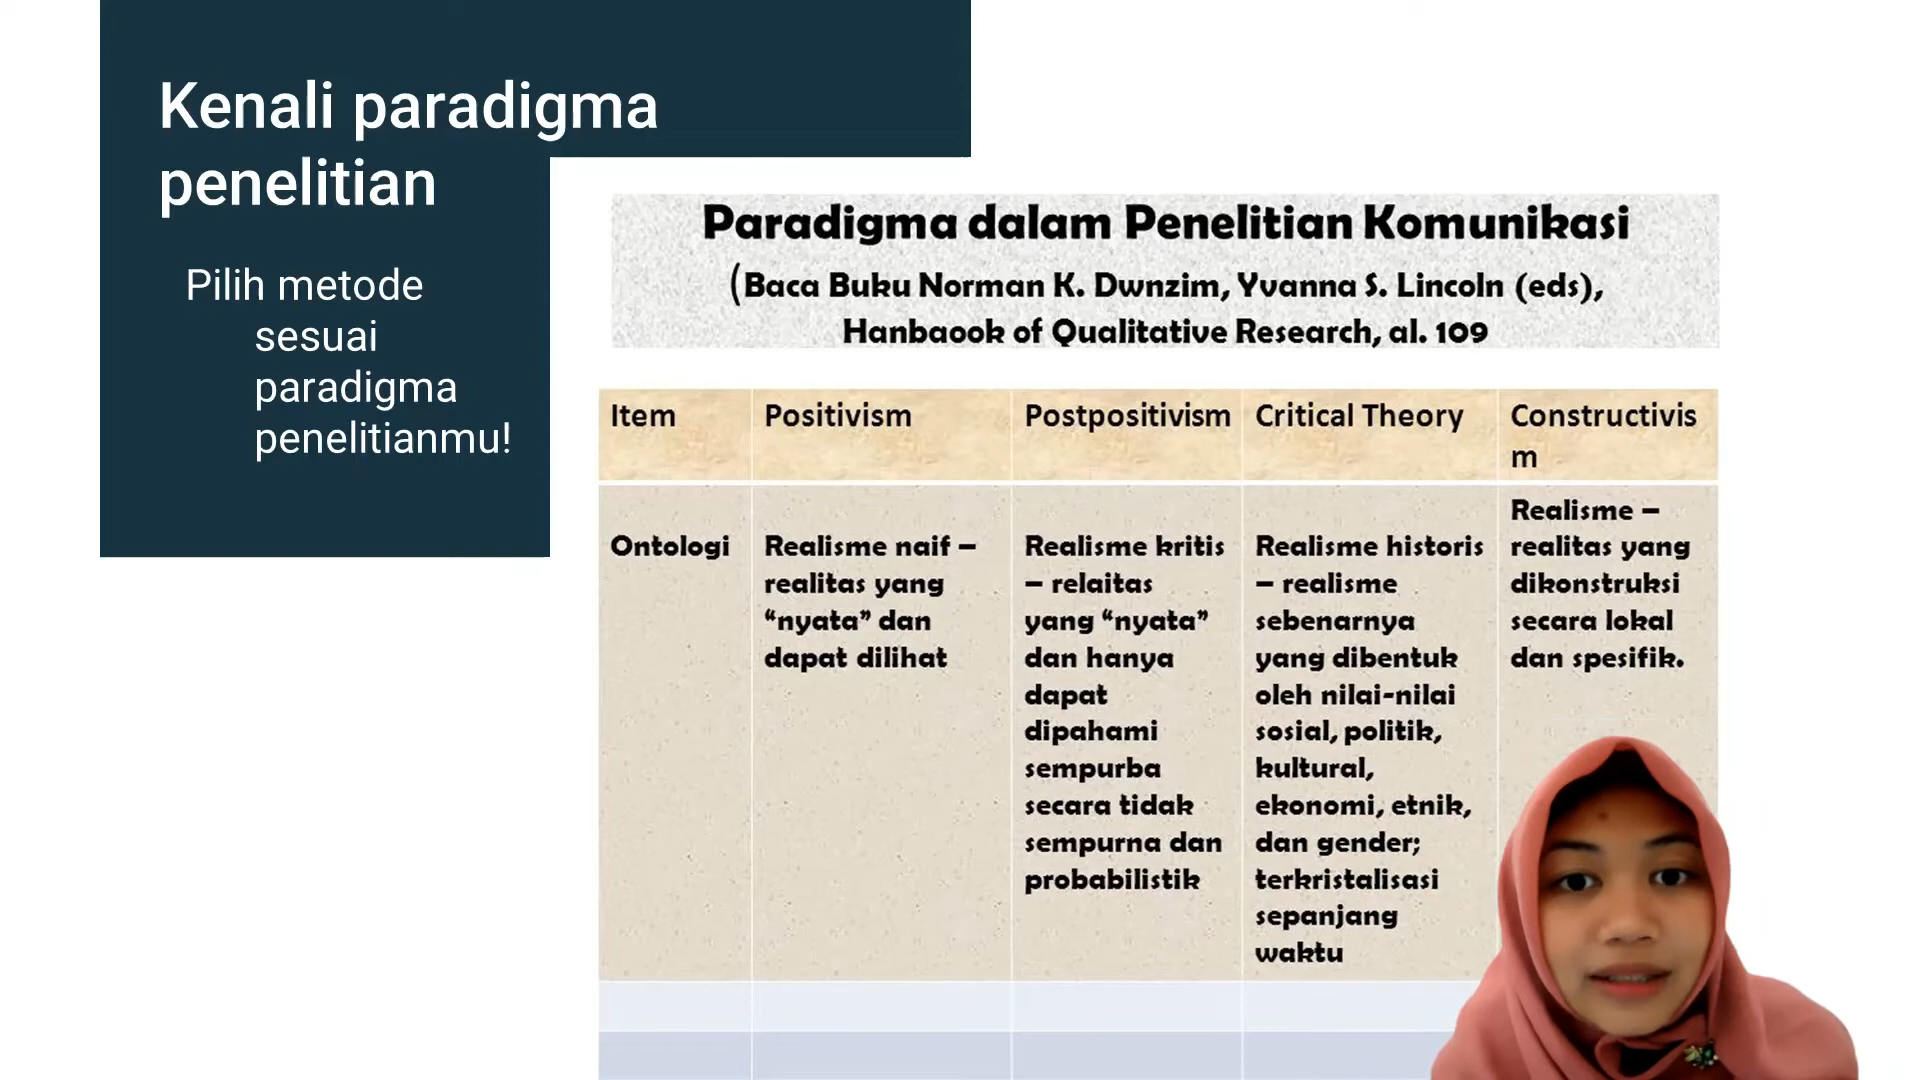 Kenali paradigma
penelitian
Pilih metode
sesuai
paradigma
penelitianmu!
Paradigma dalam Penelitian Komunikasi
(Baca Buku Norman K. Dwnzim, Yvanna S. Lincoln (eds),
Hanbaook of Qualitative Research, al. 109
Item
Positivism
Postpositivism
Critical Theory
Constructivis
m
Ontologi
Realisme naif –
realitas yang
“nyata” dan
dapat dilihat
Realisme kritis
– relaitas
yang “nyata”
dan hanya
dapat
dipahami
sempurba
secara tidak
sempurna dan
probabilistik
Realisme historis
– realisme
sebenarnya
yang dibentuk
oleh nilai-nilai
sosial, politik,
kultural,
ekonomi, etnik,
dan gender;
terkristalisasi
sepanjang
waktu
Realisme –
realitas yang
dikonstruksi
secara lokal
dan spesifik.